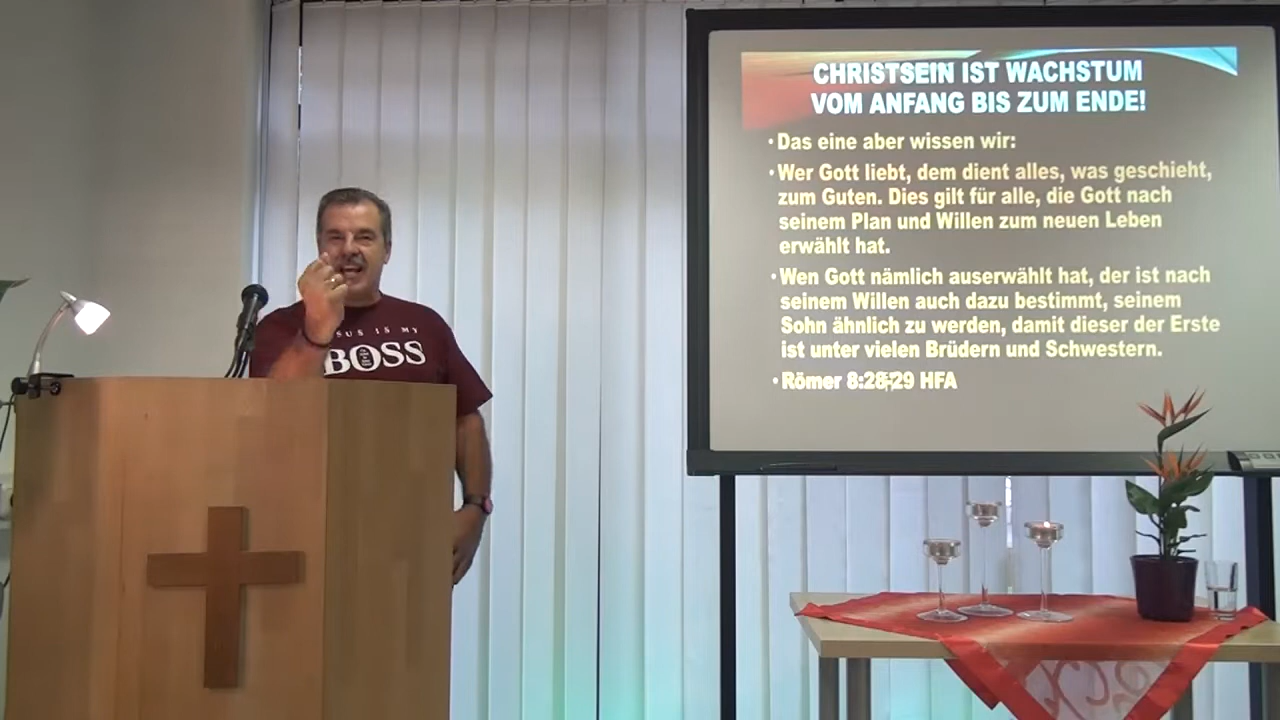 CHRISTSEIN IST WACHSTUM
VOM ANFANG BIS ZUM ENDE!
• Das eine aber wissen wir:
• Wer Gott liebt, dem dient alles, was geschieht,
zum Guten. Dies gilt für alle, die Gott nach
seinem Plan und Willen zum neuen Leben
erwählt hat.
• Wen Gott nämlich auserwählt hat, der ist nach
seinem Willen auch dazu bestimmt, seinem
Sohn ähnlich zu werden, damit dieser der Erste
ist unter vielen Brüdern und Schwestern.
• Römer 8:28-29 HFA
SUS IS MY
BOSS